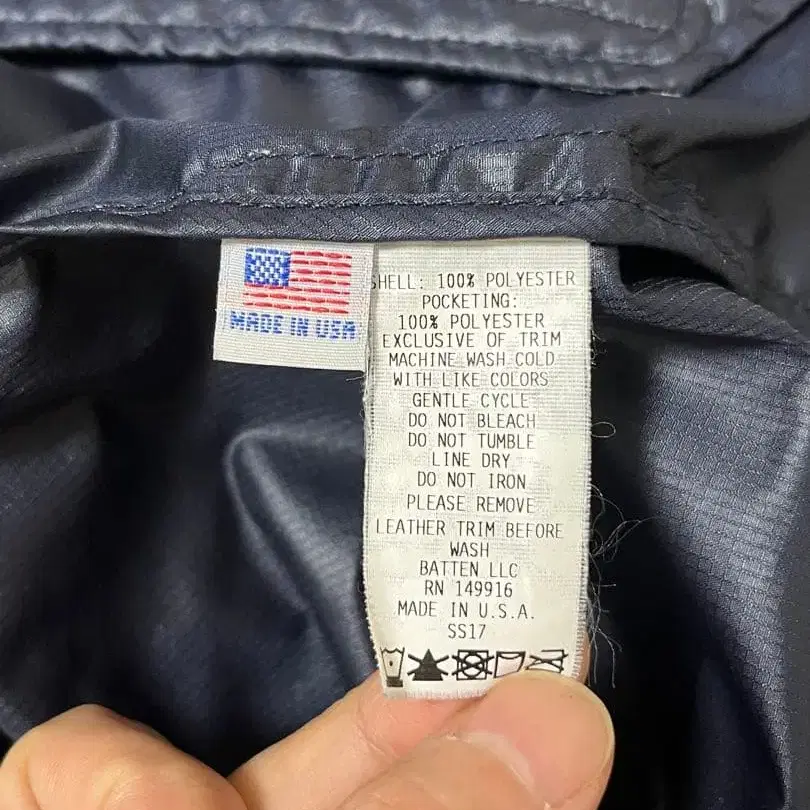 MADE IN USA
SHELL: 100% POLYESTER
POCKETING:
100% POLYESTER
EXCLUSIVE OF TRIM
MACHINE WASH COLD
WITH LIKE COLORS
GENTLE CYCLE
DO NOT BLEACH
DO NOT TUMBLE
LINE DRY
DO NOT IRON
PLEASE REMOVE
LEATHER TRIM BEFORE
WASH
BATTEN LLC
RN 149916
MADE IN U.S.A.
SS17